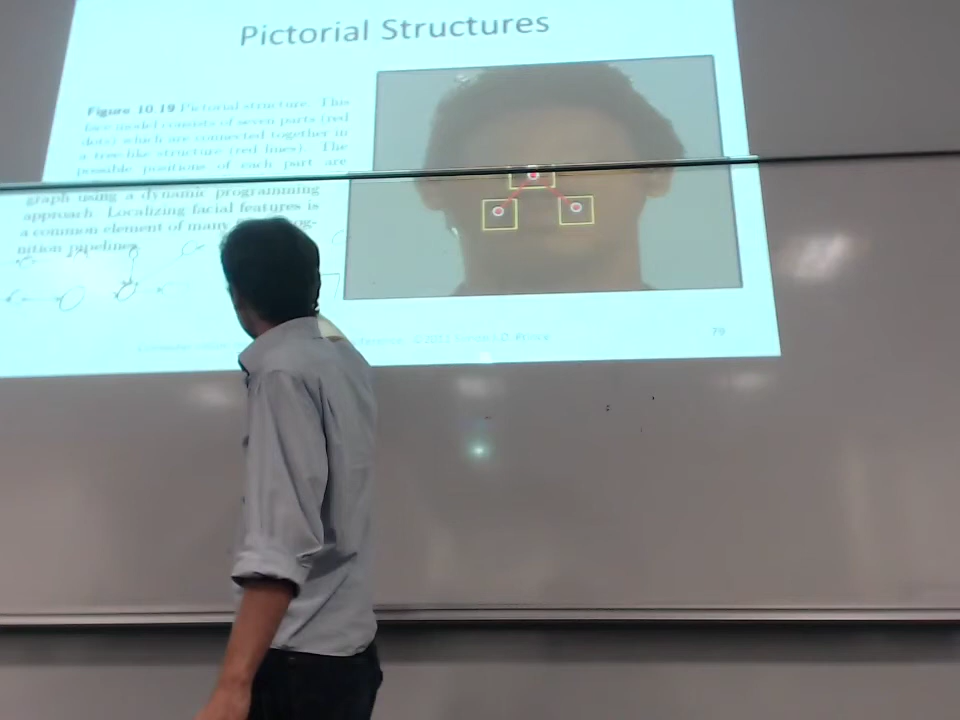 Pictorial Structures
Figure 10.19 Pictorial structure. This
face model consists of seven parts (red
dots) which are connected together in
a tree-like structure (red lines). The
possible positions of each part are
graph using a dynamic programming
approach. Localizing facial features is
a common element of many
nition pipelines.
79